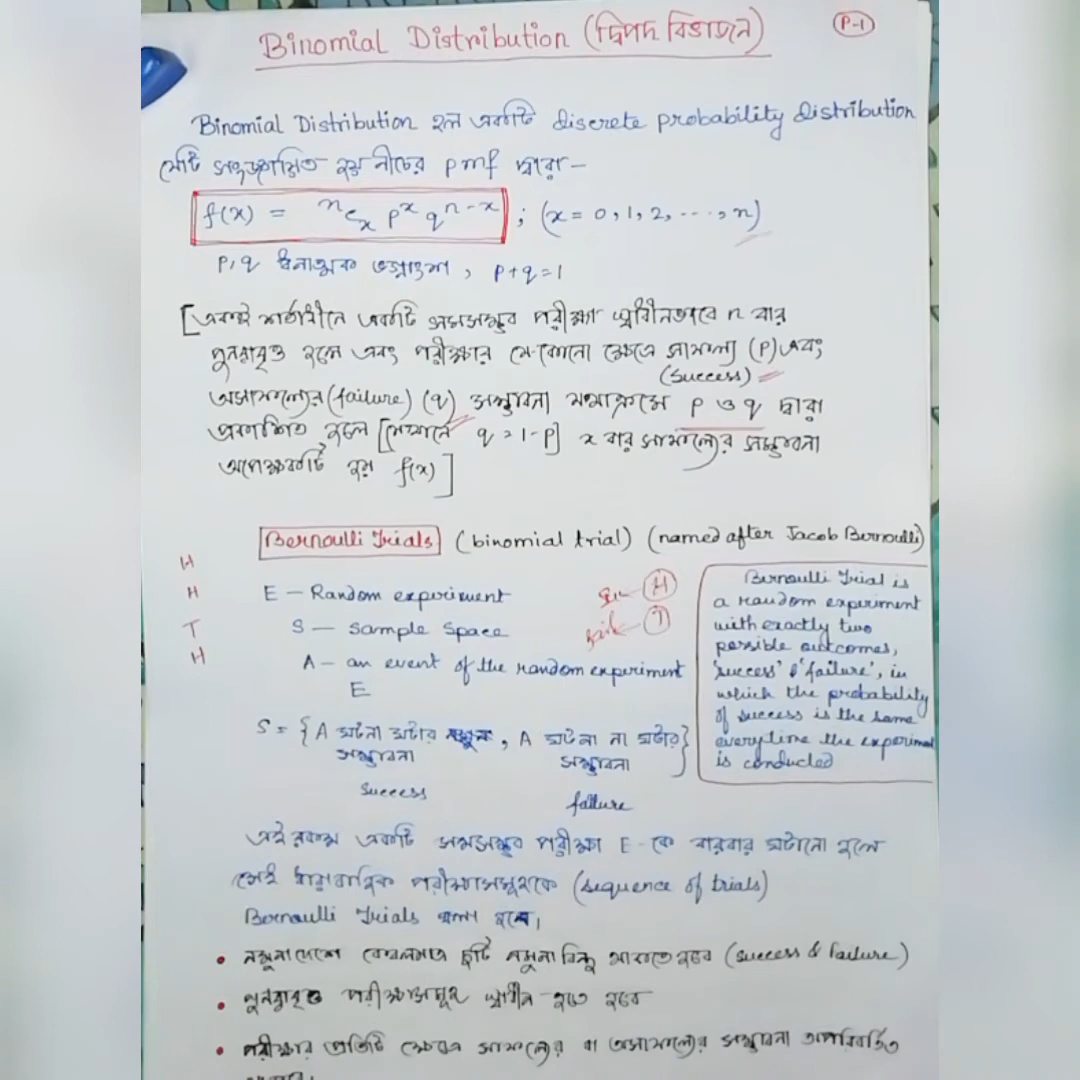 Binomial Distribution (দ্বিপদ বিভাজন)
P-1
Binomial Distribution হল একটি discrete probability distribution
যেটি সংজ্ঞায়িত হয় নীচের pmf দ্বারা-
f(x) = ⁿcₓ pˣ qⁿ⁻ˣ ; (x = 0, 1, 2, ...., n)
p, q ধনাত্মক ভগ্নাংশ, p+q=1
[একই শর্তাধীনে একটি সমসম্ভব পরীক্ষা স্বাধীনভাবে n বার
পুনরাবৃত্ত হলে এবং পরীক্ষার যে-কোনো ক্ষেত্রে সাফল্য (P) এবং
(success)
অসাফল্যের (failure) (q) সম্ভাবনা যথাক্রমে p ও q দ্বারা
প্রকাশিত হলে [যেখানে q = 1-p] x বার সাফল্যের সম্ভাবনা
অপেক্ষকটি হয় f(x)]
Bernoulli Trials (binomial trial) (named after Jacob Bernoulli)
H
H
T
H
E - Random experiment
S - Sample Space
A - an event of the random experiment
E
H
fail T
Bernoulli Trial is
a random experiment
with exactly two
possible outcomes,
'success' & 'failure', in
which the probability
of success is the same
everytime the experiment
is conducted
S = {A ঘটনা ঘটার, A ঘটনা না ঘটার}
সম্ভাবনা সম্ভাবনা
success failure
এই রকম একটি সমসম্ভব পরীক্ষা E-কে বারবার ঘটানো হলে
সেই ধারাবাহিক পরীক্ষাসমূহকে (sequence of trials)
Bernoulli Trials বলা হবে।
• নমুনাদেশে কেবলমাত্র দুটি নমুনা বিন্দু থাকতে হবে (success & failure)
• পুনরাবৃত্ত পরীক্ষাসমূহ স্বাধীন হতে হবে
• পরীক্ষার প্রতিটি ক্ষেত্রে সাফল্যের বা অসাফল্যের সম্ভাবনা অপরিবর্তিত